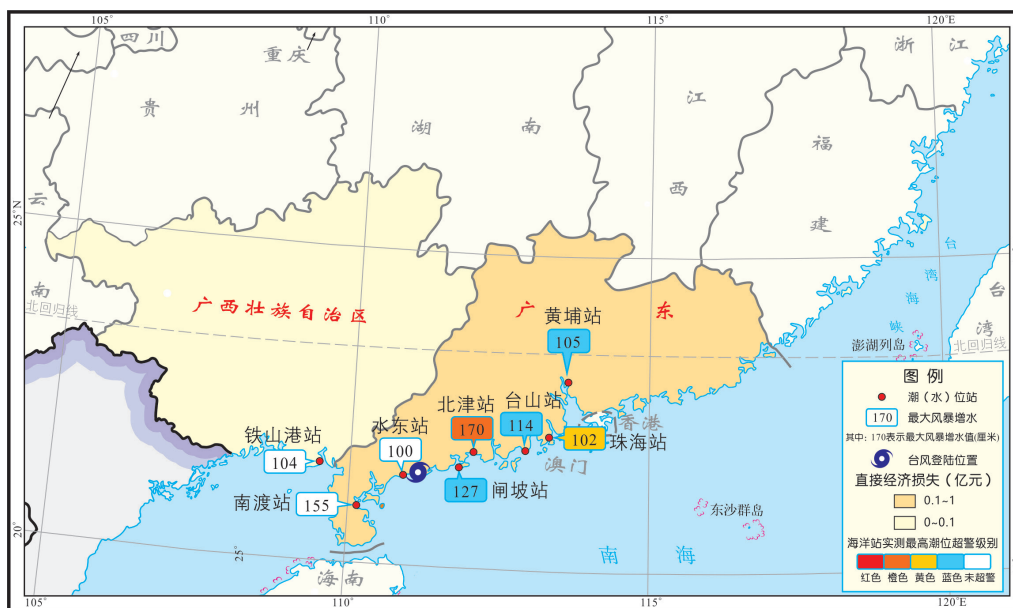 105°
110°
115°
120°E
四川
重庆
浙江
贵州
湖南
江西
福建
云南
25°N
北回归线
广西壮族自治区
广东
台湾海峡
台湾
澎湖列岛
北回归线
黄埔站
105
台山站
114
北津站
170
水东站
100
铁山港站
104
香港
102
珠海站
澳门
127
闸坡站
南渡站
155
东沙群岛
20°N
25°
南海
海南
105°E
110°
115°
120°E
图例
潮（水）位站
170
最大风暴增水
其中：170表示最大风暴增水值(厘米)
台风登陆位置
直接经济损失（亿元）
0.1~1
0~0.1
海洋站实测最高潮位超警级别
红色 橙色 黄色 蓝色 未超警